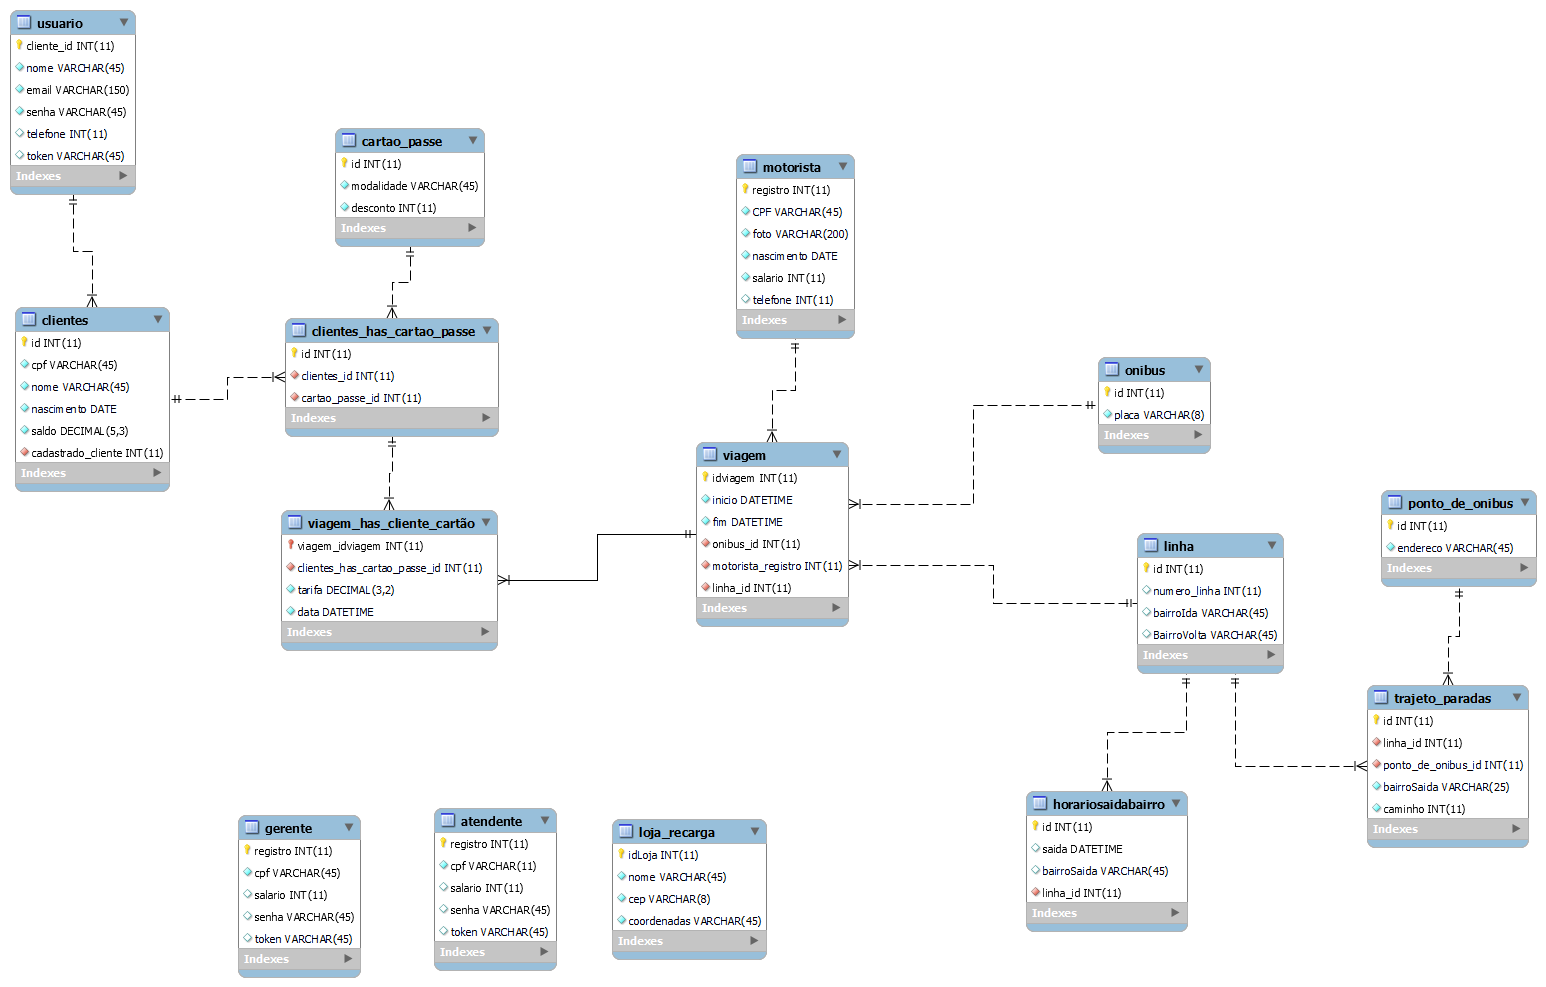 usuario
cliente_id INT(11)
nome VARCHAR(45)
email VARCHAR(150)
senha VARCHAR(45)
telefone INT(11)
token VARCHAR(45)
Indexes
cartao_passe
id INT(11)
modalidade VARCHAR(45)
desconto INT(11)
Indexes
motorista
registro INT(11)
CPF VARCHAR(45)
foto VARCHAR(200)
nascimento DATE
salario INT(11)
telefone INT(11)
Indexes
clientes
id INT(11)
cpf VARCHAR(45)
nome VARCHAR(45)
nascimento DATE
saldo DECIMAL(5,3)
cadastrado_cliente INT(11)
Indexes
clientes_has_cartao_passe
id INT(11)
clientes_id INT(11)
cartao_passe_id INT(11)
Indexes
onibus
id INT(11)
placa VARCHAR(8)
Indexes
viagem
idviagem INT(11)
inicio DATETIME
fim DATETIME
onibus_id INT(11)
motorista_registro INT(11)
linha_id INT(11)
Indexes
viagem_has_cliente_cartão
viagem_idviagem INT(11)
clientes_has_cartao_passe_id INT(11)
tarifa DECIMAL(3,2)
data DATETIME
Indexes
ponto_de_onibus
id INT(11)
endereco VARCHAR(45)
Indexes
linha
id INT(11)
numero_linha INT(11)
bairroIda VARCHAR(45)
BairroVolta VARCHAR(45)
Indexes
trajeto_paradas
id INT(11)
linha_id INT(11)
ponto_de_onibus_id INT(11)
bairroSaida VARCHAR(25)
caminho INT(11)
Indexes
horariosaidabairro
id INT(11)
saida DATETIME
bairroSaida VARCHAR(45)
linha_id INT(11)
Indexes
gerente
registro INT(11)
cpf VARCHAR(45)
salario INT(11)
senha VARCHAR(45)
token VARCHAR(45)
Indexes
atendente
registro INT(11)
cpf VARCHAR(11)
salario INT(11)
senha VARCHAR(45)
token VARCHAR(45)
Indexes
loja_recarga
idLoja INT(11)
nome VARCHAR(45)
cep VARCHAR(8)
coordenadas VARCHAR(45)
Indexes